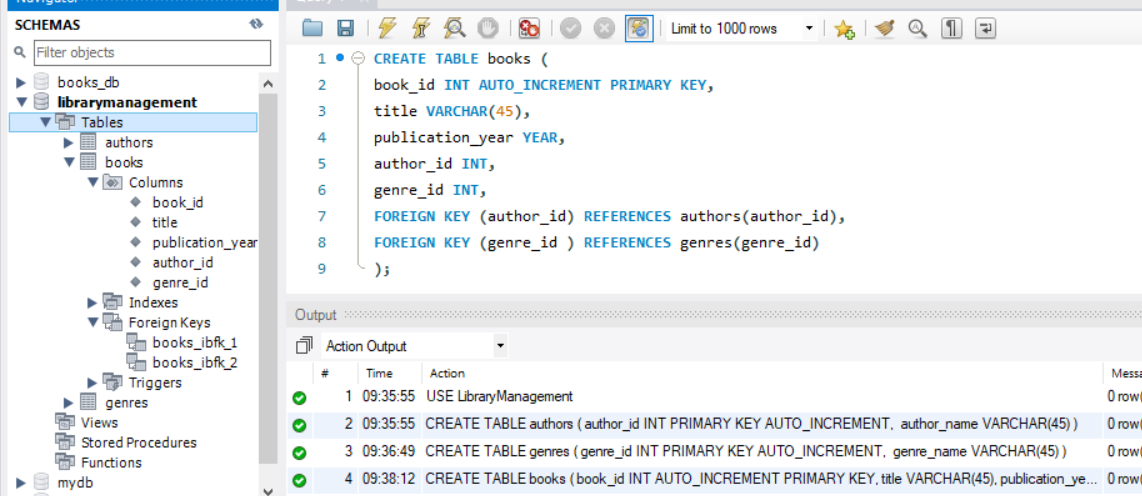 SCHEMAS
Filter objects
books_db
librarymanagement
Tables
authors
books
Columns
book_id
title
publication_year
author_id
genre_id
Indexes
Foreign Keys
books_ibfk_1
books_ibfk_2
Triggers
genres
Views
Stored Procedures
Functions
mydb
Limit to 1000 rows
1 CREATE TABLE books (
2 book_id INT AUTO_INCREMENT PRIMARY KEY,
3 title VARCHAR(45),
4 publication_year YEAR,
5 author_id INT,
6 genre_id INT,
7 FOREIGN KEY (author_id) REFERENCES authors(author_id),
8 FOREIGN KEY (genre_id ) REFERENCES genres(genre_id)
9 );
Output
Action Output
# Time Action Messa
1 09:35:55 USE LibraryManagement 0 row(
2 09:35:55 CREATE TABLE authors ( author_id INT PRIMARY KEY AUTO_INCREMENT, author_name VARCHAR(45) ) 0 row(
3 09:36:49 CREATE TABLE genres ( genre_id INT PRIMARY KEY AUTO_INCREMENT, genre_name VARCHAR(45) ) 0 row(
4 09:38:12 CREATE TABLE books ( book_id INT AUTO_INCREMENT PRIMARY KEY, title VARCHAR(45), publication_ye... 0 row(